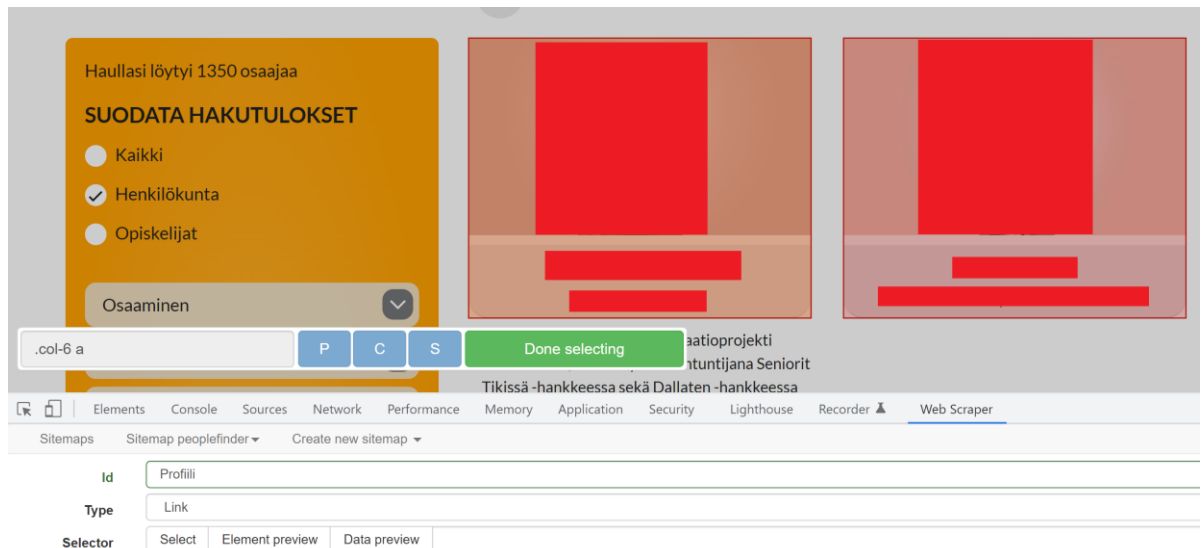 Haullasi löytyi 1350 osaajaa
SUODATA HAKUTULOKSET
Kaikki
Henkilökunta
Opiskelijat
Osaaminen
.col-6 a
P
C
S
Done selecting
aatioprojekti
ntuntijana Seniorit
Tikissä -hankkeessa sekä Dallaten -hankkeessa
Elements Console Sources Network Performance Memory Application Security Lighthouse Recorder Web Scraper
Sitemaps Sitemap peoplefinder Create new sitemap
Id Profiili
Type Link
Selector Select Element preview Data preview